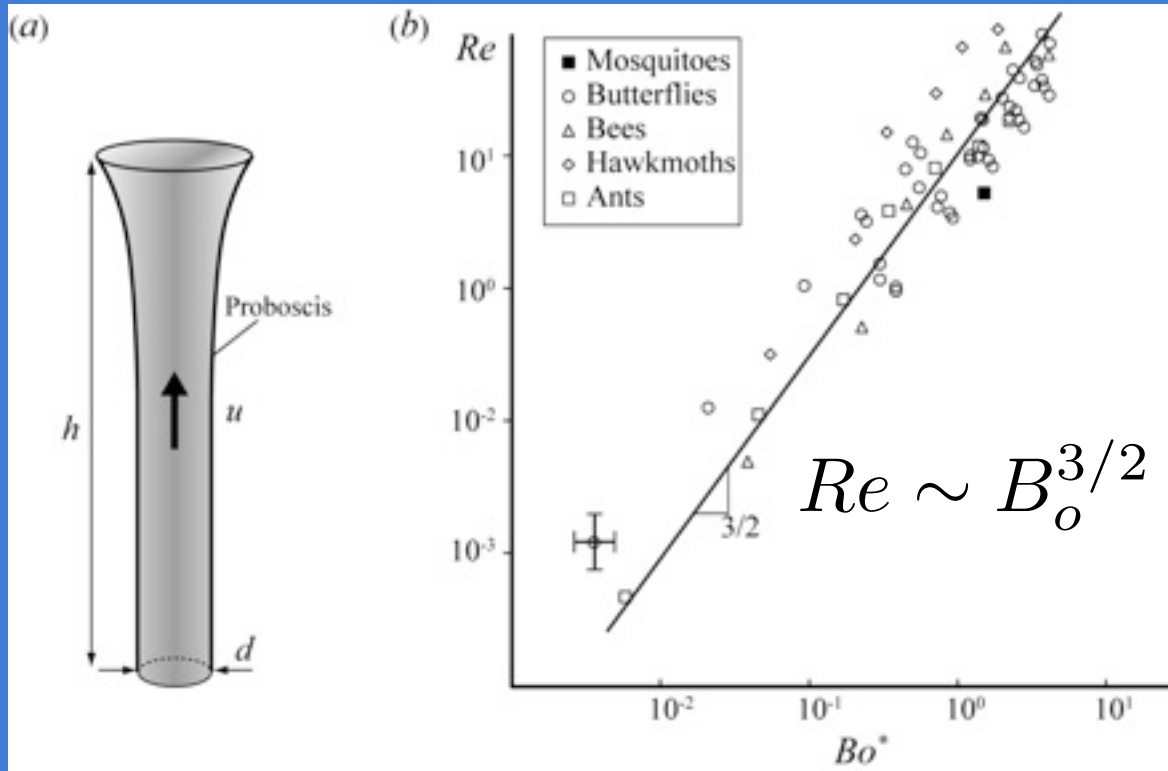 (a)
Proboscis
h
u
d
(b)
Re
■ Mosquitoes
○ Butterflies
△ Bees
◇ Hawkmoths
□ Ants
10¹
10⁰
10⁻²
10⁻³
3/2
Re ∼ B_o^{3/2}
10⁻² 10⁻¹ 10⁰ 10¹
Bo*